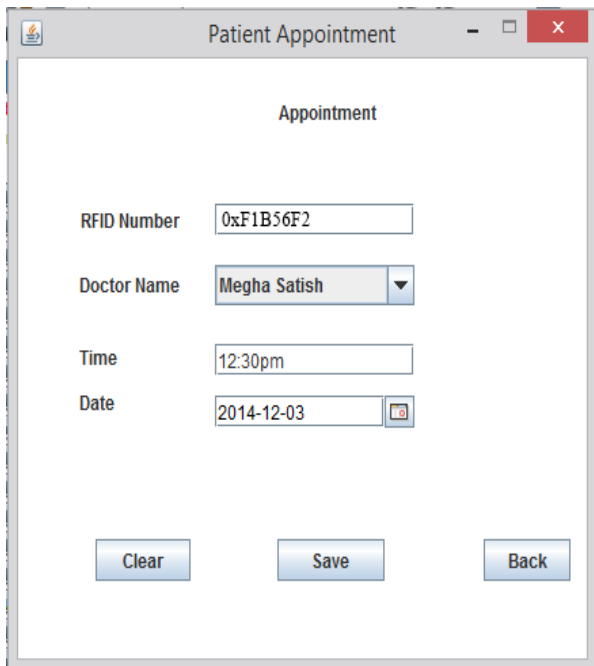 Patient Appointment
Appointment
RFID Number 0xF1B56F2
Doctor Name Megha Satish
Time 12:30pm
Date 2014-12-03
Clear Save Back